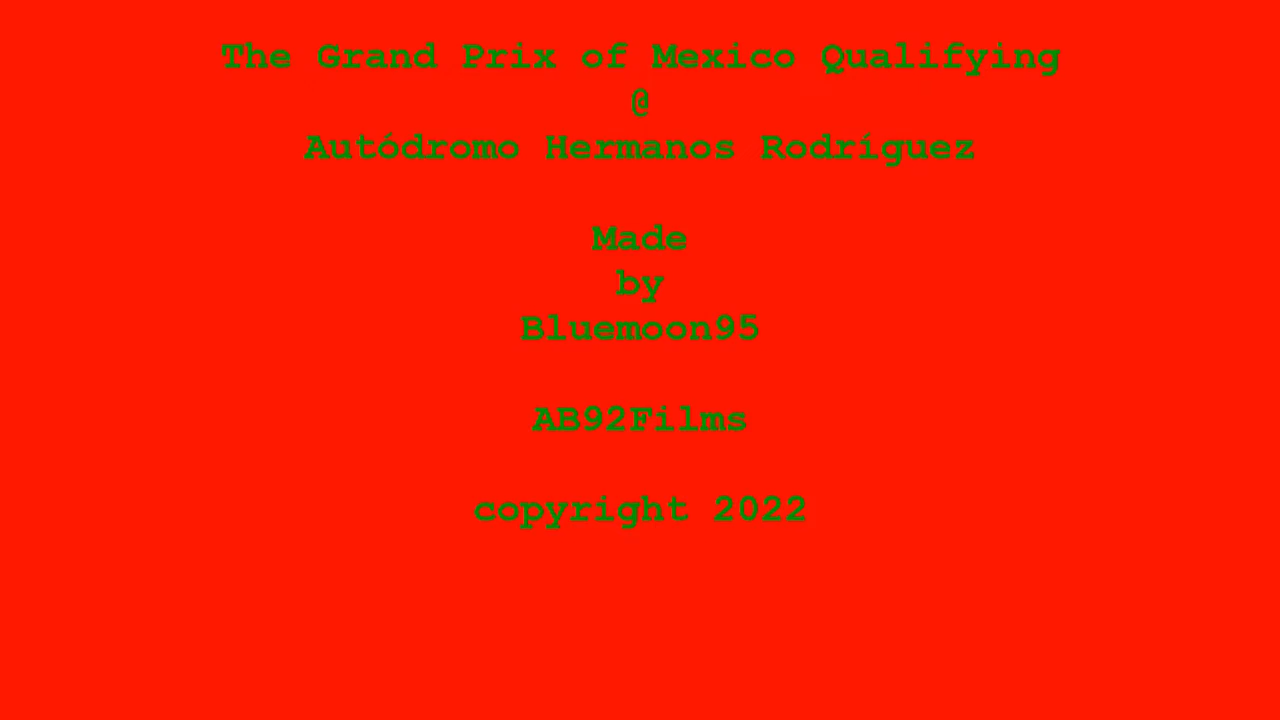 The Grand Prix of Mexico Qualifying
@
Autódromo Hermanos Rodríguez
Made
by
Bluemoon95
AB92Films
copyright 2022